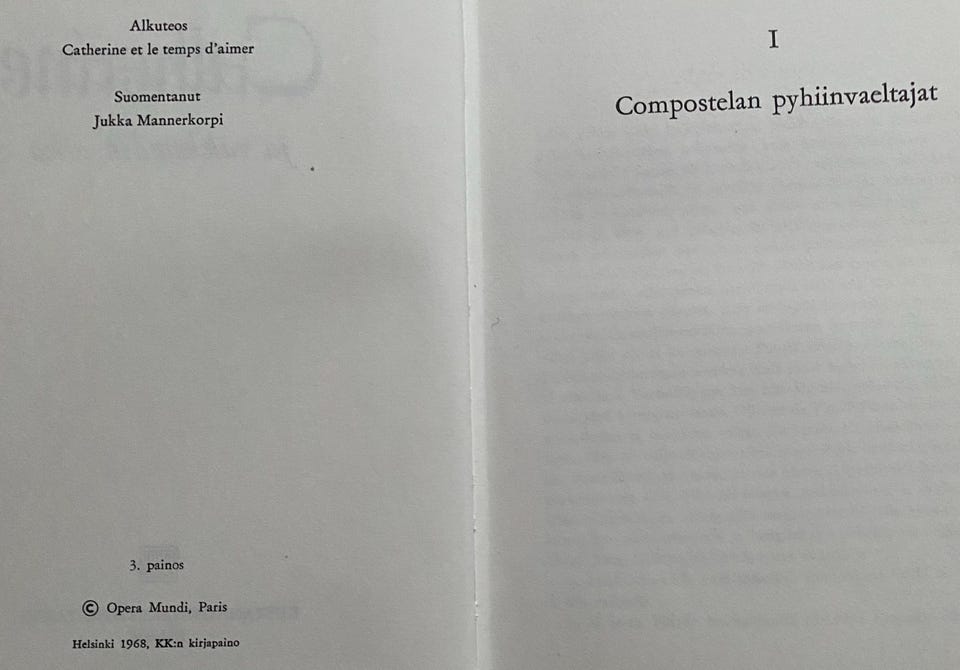 Alkuteos
Catherine et le temps d'aimer
Suomentanut
Jukka Mannerkorpi
3. painos
© Opera Mundi, Paris
Helsinki 1968, KK:n kirjapaino
I
Compostelan pyhiinvaeltajat